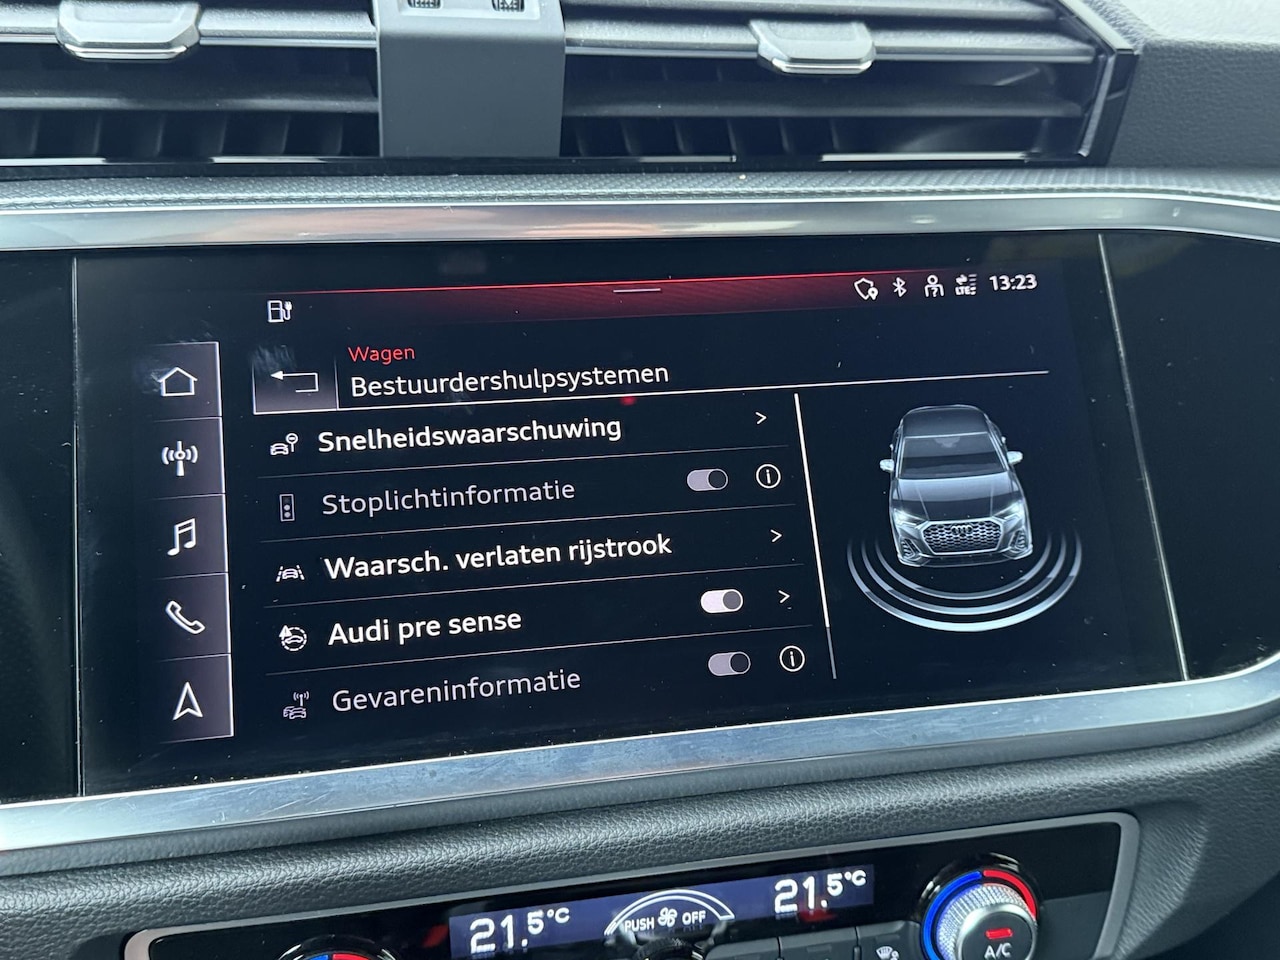 LTE 13:23
Wagen
Bestuurdershulpsystemen
Snelheidswaarschuwing
Stoplichtinformatie
Waarsch. verlaten rijstrook
Audi pre sense
Gevareninformatie
21.5°C PUSH OFF 21.5°C
A/C